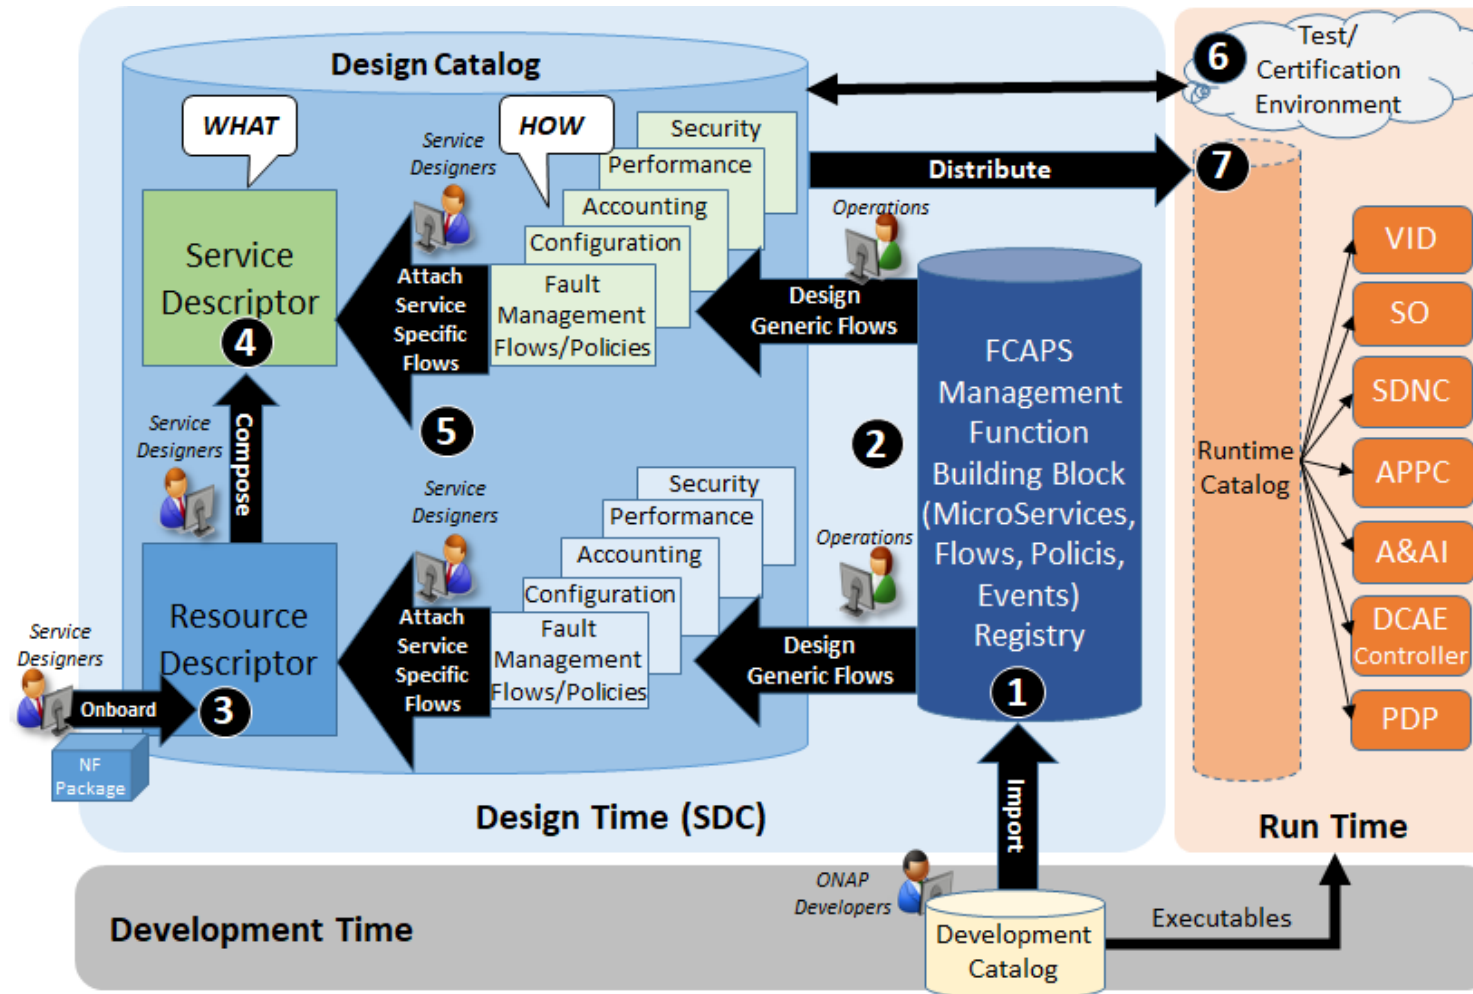 Design Catalog
WHAT
HOW
Service
Designers
Security
Performance
Accounting
Configuration
Fault
Management
Flows/Policies
Attach
Service
Specific
Flows
Service
Descriptor
4
Operations
Design
Generic Flows
Distribute
6
Test/
Certification
Environment
7
Service
Designers
Compose
5
2
Service
Designers
Security
Performance
Accounting
Configuration
Fault
Management
Flows/Policies
Attach
Service
Specific
Flows
Resource
Descriptor
3
Operations
Design
Generic Flows
FCAPS
Management
Function
Building Block
(MicroServices,
Flows, Policis,
Events)
Registry
1
Service
Designers
Onboard
NF
Package
Design Time (SDC)
Import
Runtime
Catalog
VID
SO
SDNC
APPC
A&AI
DCAE
Controller
PDP
Run Time
Development Time
ONAP
Developers
Development
Catalog
Executables